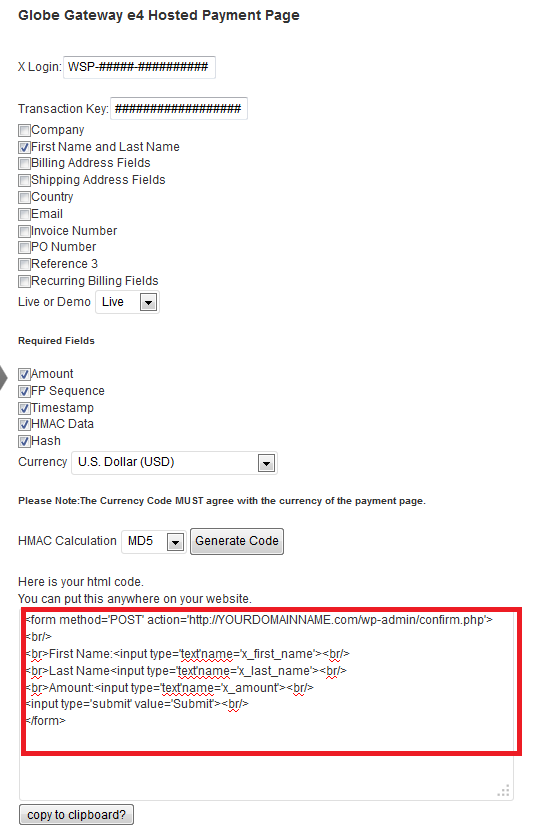 Globe Gateway e4 Hosted Payment Page
X Login: WSP-#####-##########
Transaction Key: ##################
Company
First Name and Last Name
Billing Address Fields
Shipping Address Fields
Country
Email
Invoice Number
PO Number
Reference 3
Recurring Billing Fields
Live or Demo Live
Required Fields
Amount
FP Sequence
Timestamp
HMAC Data
Hash
Currency U.S. Dollar (USD)
Please Note:The Currency Code MUST agree with the currency of the payment page.
HMAC Calculation MD5 Generate Code
Here is your html code.
You can put this anywhere on your website.
<form method='POST' action='http://YOURDOMAINNAME.com/wp-admin/confirm.php'>
<br/>
<br>First Name:<input type='text'name='x_first_name'><br/>
<br>Last Name<input type='text'name='x_last_name'><br/>
<br>Amount:<input type='text'name='x_amount'><br/>
<input type='submit' value='Submit'><br/>
</form>
copy to clipboard?